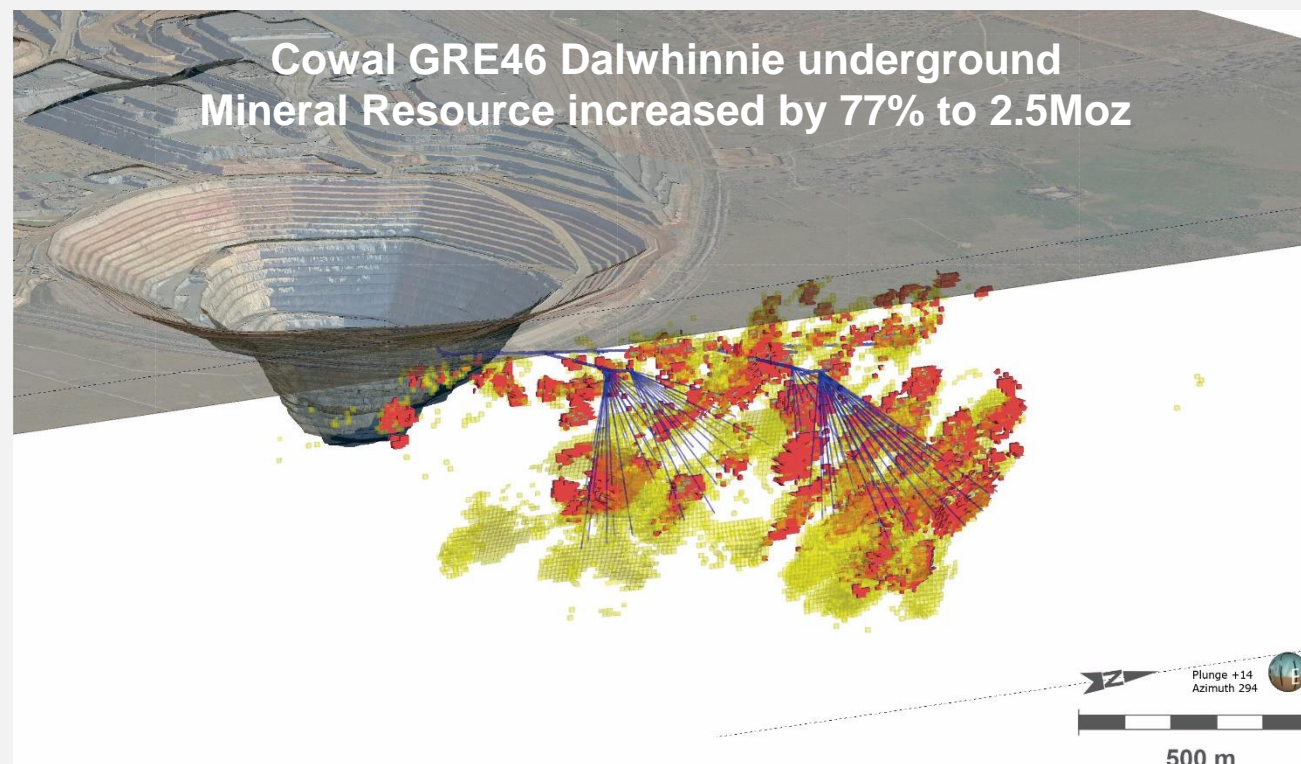 Cowal GRE46 Dalwhinnie underground
Mineral Resource increased by 77% to 2.5Moz
N
Plunge +14
Azimuth 294
E
500 m